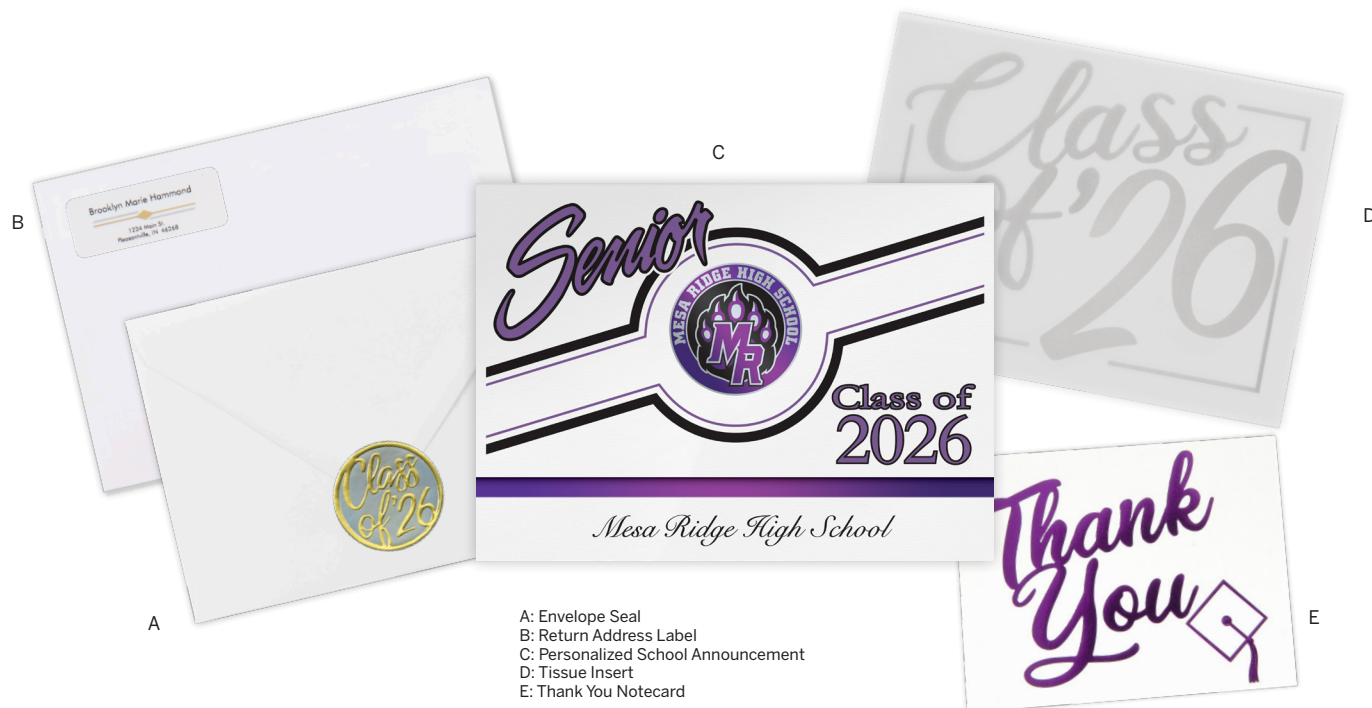 B
Brooklyn Marie Hammond
1234 Main St.
Pleasantville, IN 46268
A
Class
of '26
C
Senior
MESA RIDGE HIGH SCHOOL
MR
Class of
2026
Mesa Ridge High School
D
Class
of '26
E
Thank
You
A: Envelope Seal
B: Return Address Label
C: Personalized School Announcement
D: Tissue Insert
E: Thank You Notecard